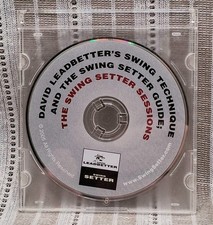 DAVID LEADBETTER'S SWING TECHNIQUE
AND THE SWING SETTER GUIDE;
THE SWING SETTER SESSIONS
LEADBETTER
SETTER